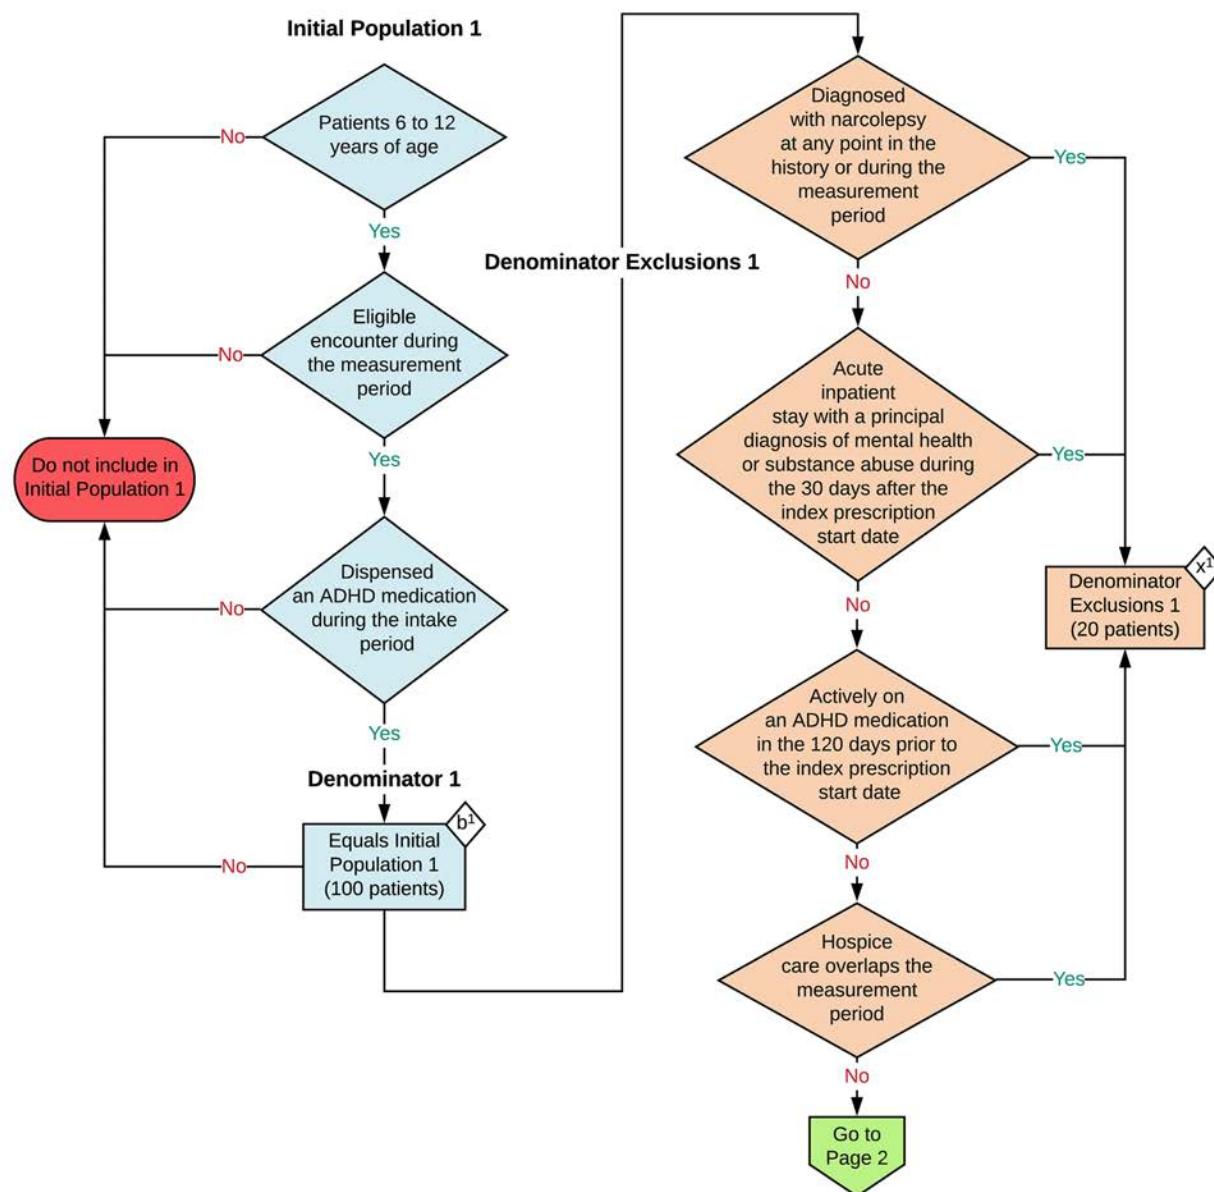 Initial Population 1
Patients 6 to 12
years of age
No
Yes
Eligible
encounter during
the measurement
period
No
Yes
Do not include in
Initial Population 1
Dispensed
an ADHD medication
during the intake
period
No
Yes
Denominator 1
b¹
Equals Initial
Population 1
(100 patients)
No
Denominator Exclusions 1
Diagnosed
with narcolepsy
at any point in the
history or during the
measurement
period
Yes
No
Acute
inpatient
stay with a principal
diagnosis of mental health
or substance abuse during
the 30 days after the
index prescription
start date
Yes
No
x¹
Denominator
Exclusions 1
(20 patients)
Actively on
an ADHD medication
in the 120 days prior to
the index prescription
start date
Yes
No
Hospice
care overlaps the
measurement
period
Yes
No
Go to
Page 2